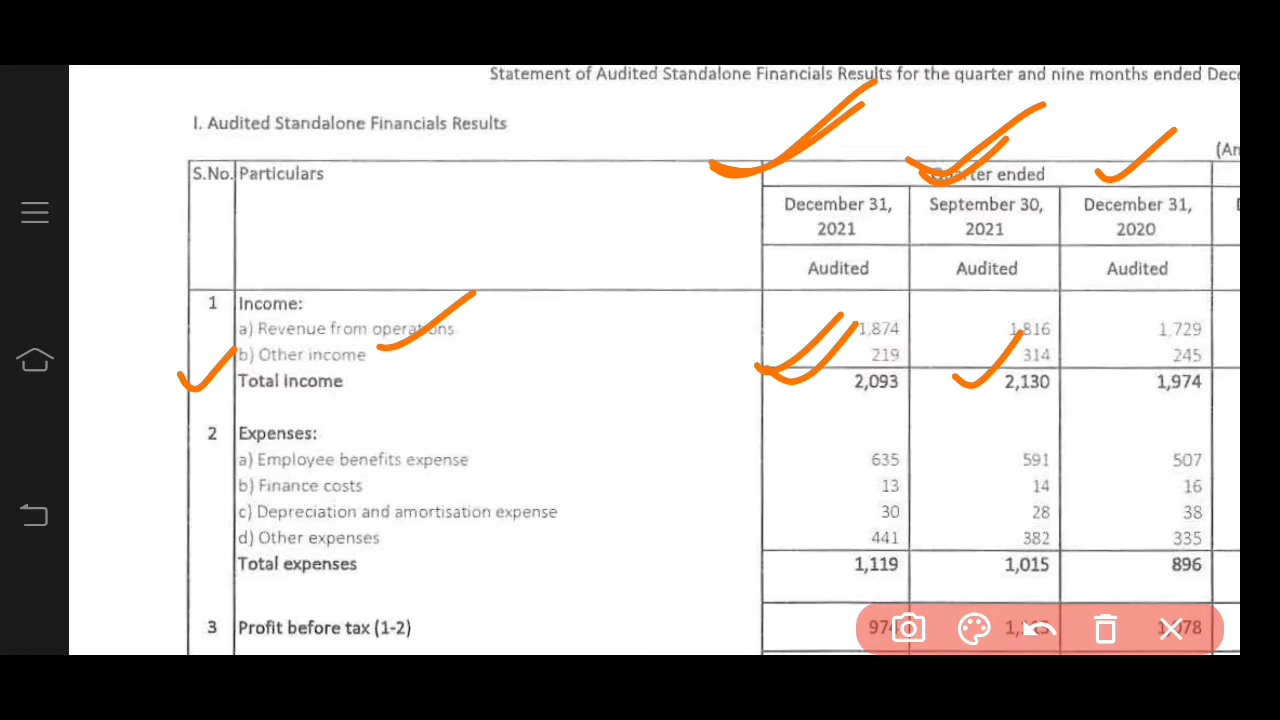 Statement of Audited Standalone Financials Results for the quarter and nine months ended Dece
I. Audited Standalone Financials Results
(An
S.No. Particulars Quarter ended
December 31, 2021 September 30, 2021 December 31, 2020
Audited Audited Audited
1 Income:
a) Revenue from operations 1,874 1,816 1,729
b) Other income 219 314 245
Total income 2,093 2,130 1,974
2 Expenses:
a) Employee benefits expense 635 591 507
b) Finance costs 13 14 16
c) Depreciation and amortisation expense 30 28 38
d) Other expenses 441 382 335
Total expenses 1,119 1,015 896
3 Profit before tax (1-2) 974 1,078